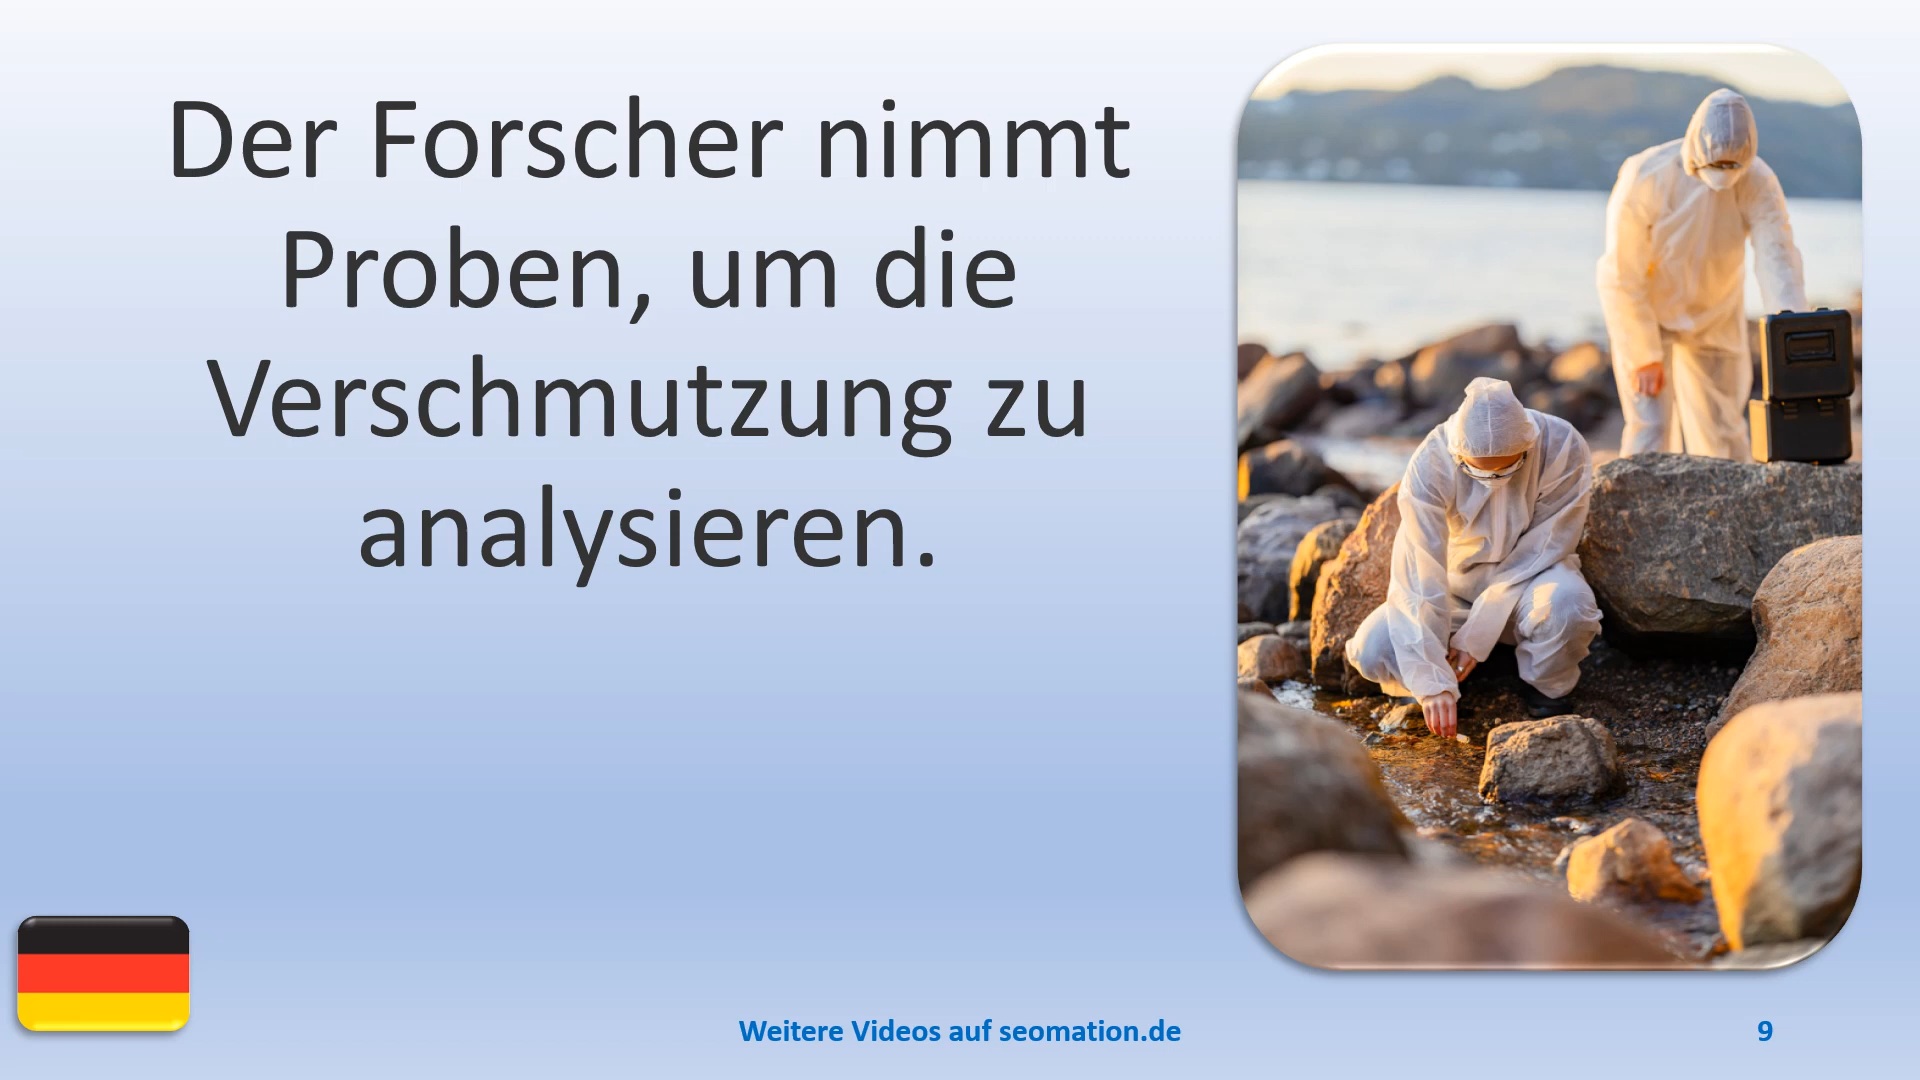 Der Forscher nimmt
Proben, um die
Verschmutzung zu
analysieren.
Weitere Videos auf seomation.de
9